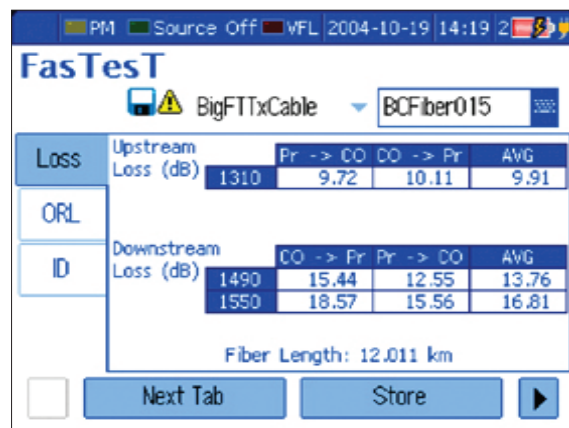 PM Source Off VFL 2004-10-19 14:19 2
FasTesT
BigFTTxCable BCFiber015
Loss
ORL
ID
Upstream
Loss (dB)
Pr -> CO CO -> Pr AVG
1310 9.72 10.11 9.91
Downstream
Loss (dB)
CO -> Pr Pr -> CO AVG
1490 15.44 12.55 13.76
1550 18.57 15.56 16.81
Fiber Length: 12.011 km
Next Tab Store